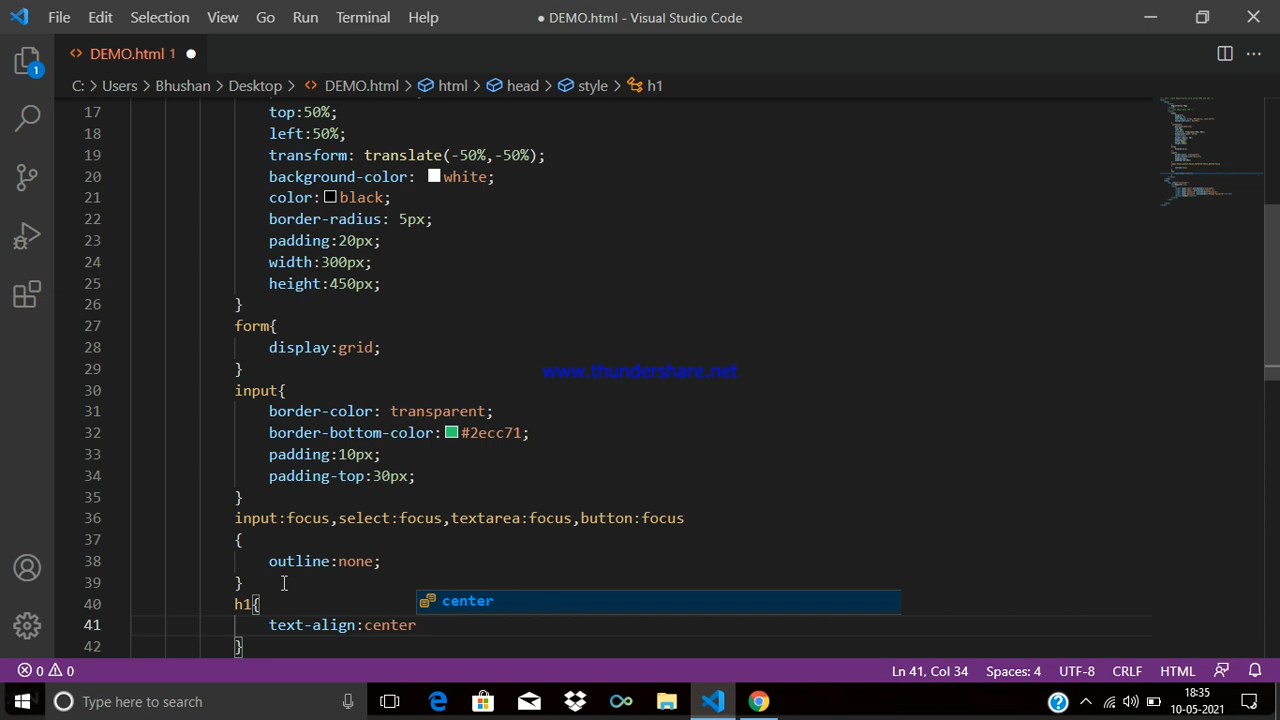 File Edit Selection View Go Run Terminal Help ● DEMO.html - Visual Studio Code
DEMO.html 1 ●
C: > Users > Bhushan > Desktop > DEMO.html > html > head > style > h1
1
17 top:50%;
18 left:50%;
19 transform: translate(-50%,-50%);
20 background-color: white;
21 color: black;
22 border-radius: 5px;
23 padding:20px;
24 width:300px;
25 height:450px;
26 }
27 form{
28 display:grid;
29 }
www.thundershare.net
30 input{
31 border-color: transparent;
32 border-bottom-color: #2ecc71;
33 padding:10px;
34 padding-top:30px;
35 }
36 input:focus,select:focus,textarea:focus,button:focus
37 {
38 outline:none;
39 }
40 h1{
center
41 text-align:center
42 }
0 0 Ln 41, Col 34 Spaces: 4 UTF-8 CRLF HTML
Type here to search
18:35
10-05-2021